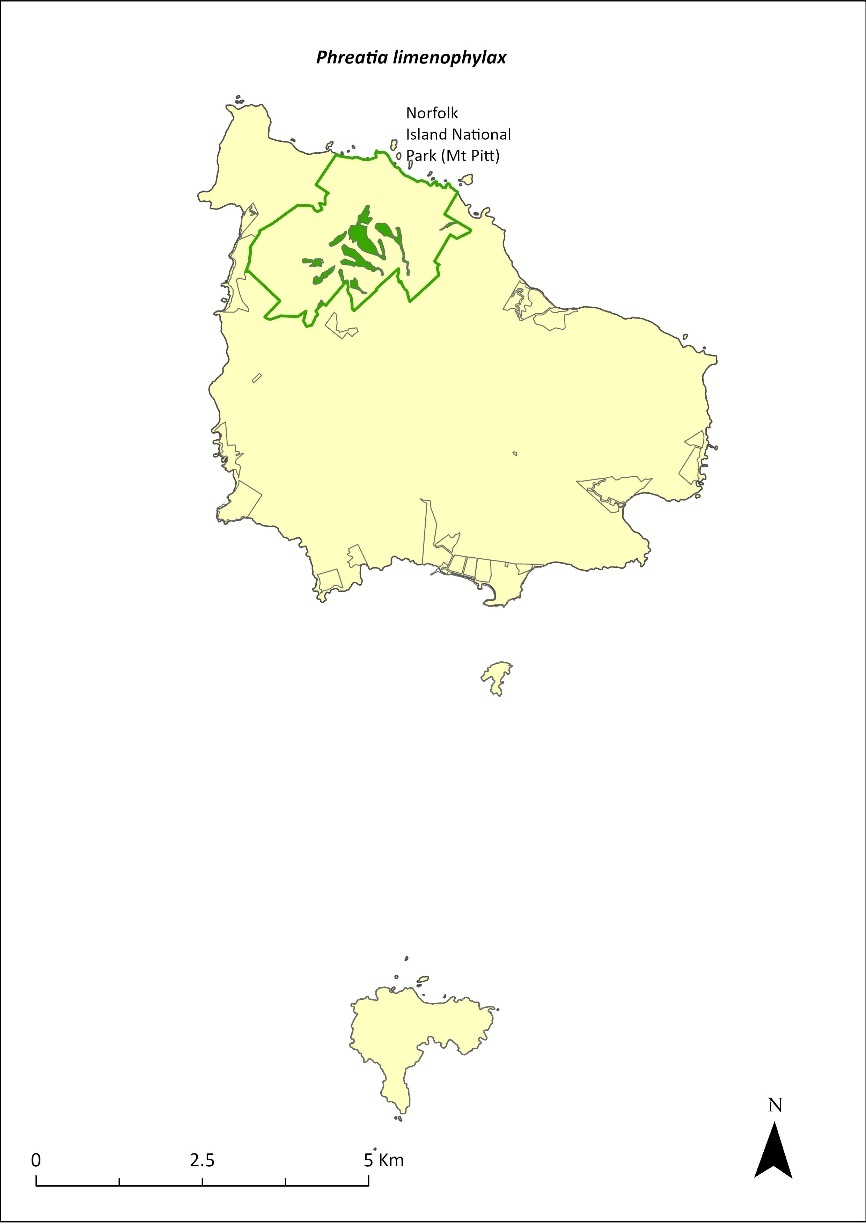 Phreatia limenophylax
Norfolk
Island National
Park (Mt Pitt)
N
0 2.5 5 Km